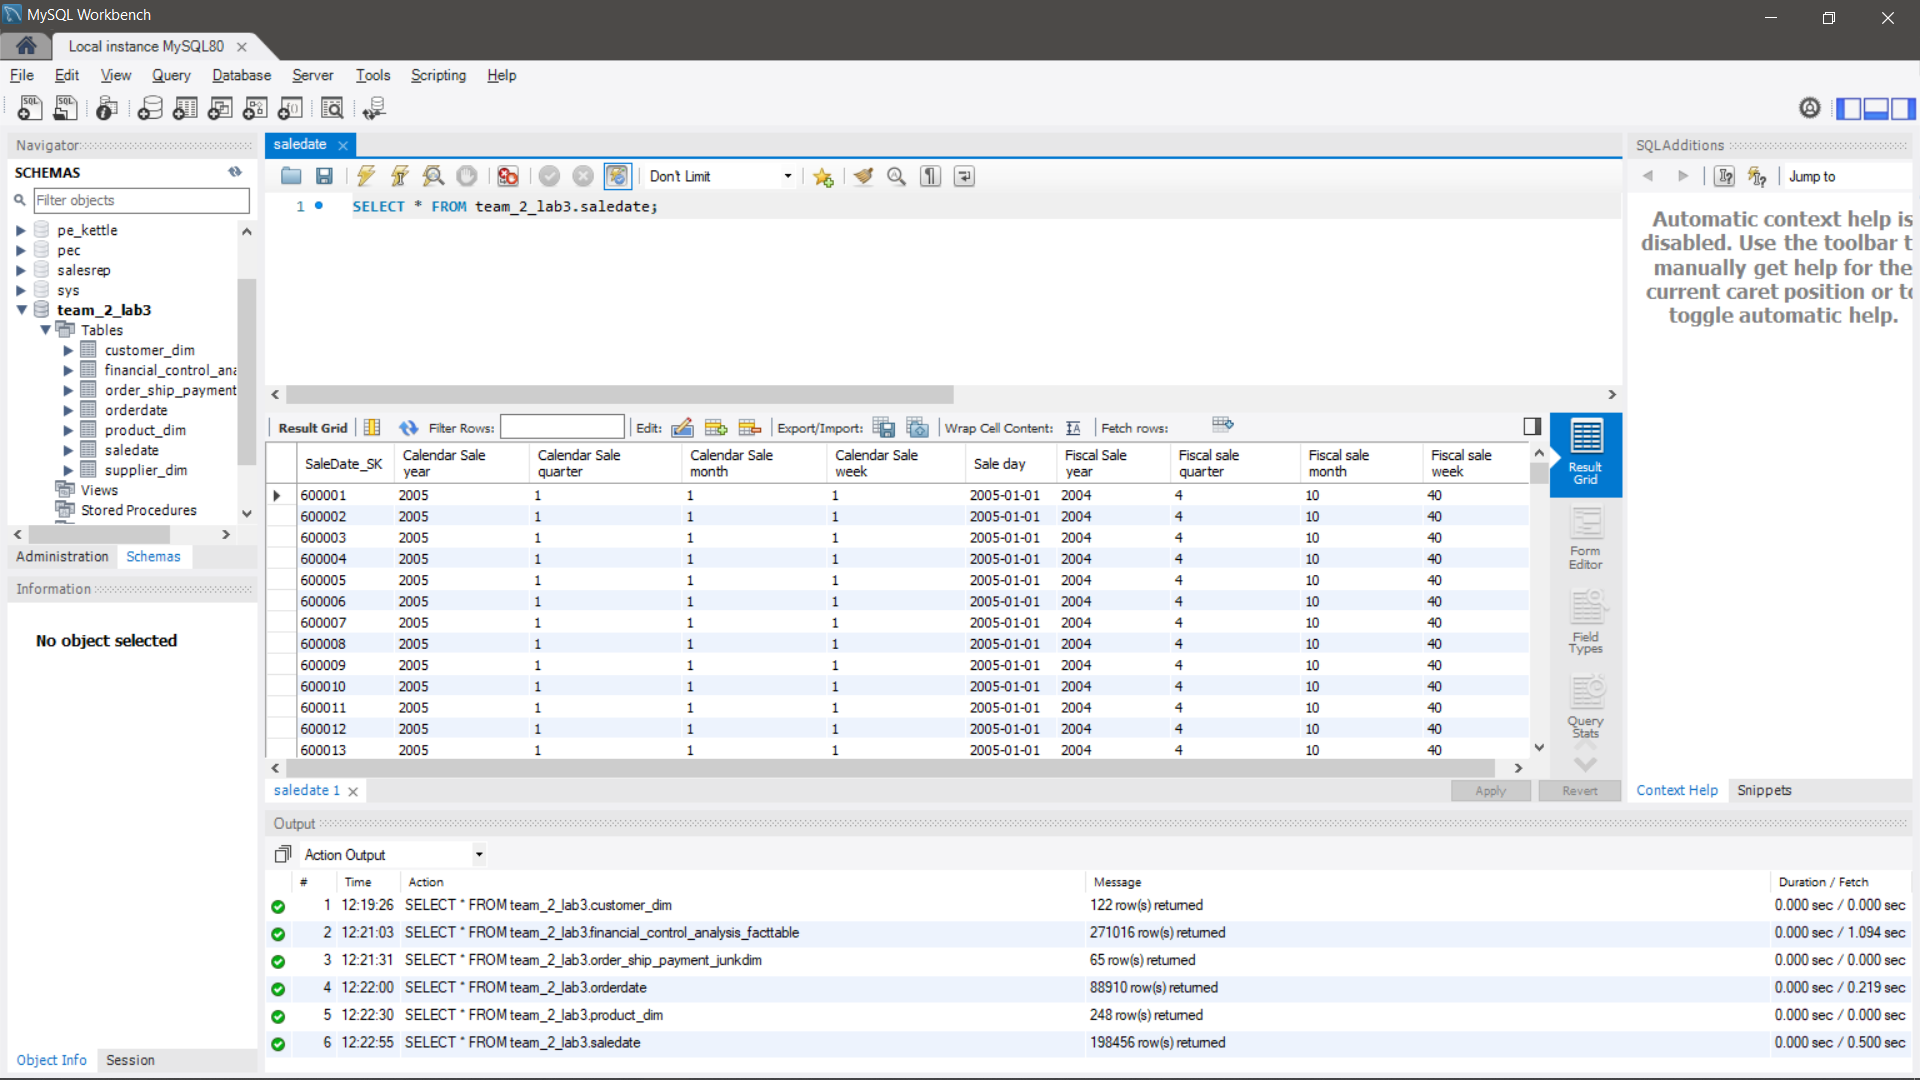 MySQL Workbench
Local instance MySQL80
File Edit View Query Database Server Tools Scripting Help
Navigator
SCHEMAS
Filter objects
pe_kettle
pec
salesrep
sys
team_2_lab3
Tables
customer_dim
financial_control_ana
order_ship_payment
orderdate
product_dim
saledate
supplier_dim
Views
Stored Procedures
Administration Schemas
Information
No object selected
Object Info Session
saledate
Don't Limit
1 SELECT * FROM team_2_lab3.saledate;
Result Grid Filter Rows: Edit: Export/Import: Wrap Cell Content: Fetch rows:
SaleDate_SK Calendar Sale year Calendar Sale quarter Calendar Sale month Calendar Sale week Sale day Fiscal Sale year Fiscal sale quarter Fiscal sale month Fiscal sale week
600001 2005 1 1 1 2005-01-01 2004 4 10 40
600002 2005 1 1 1 2005-01-01 2004 4 10 40
600003 2005 1 1 1 2005-01-01 2004 4 10 40
600004 2005 1 1 1 2005-01-01 2004 4 10 40
600005 2005 1 1 1 2005-01-01 2004 4 10 40
600006 2005 1 1 1 2005-01-01 2004 4 10 40
600007 2005 1 1 1 2005-01-01 2004 4 10 40
600008 2005 1 1 1 2005-01-01 2004 4 10 40
600009 2005 1 1 1 2005-01-01 2004 4 10 40
600010 2005 1 1 1 2005-01-01 2004 4 10 40
600011 2005 1 1 1 2005-01-01 2004 4 10 40
600012 2005 1 1 1 2005-01-01 2004 4 10 40
600013 2005 1 1 1 2005-01-01 2004 4 10 40
Result Grid
Form Editor
Field Types
Query Stats
saledate 1
Apply Revert
SQLAdditions
Jump to
Automatic context help is
disabled. Use the toolbar t
manually get help for the
current caret position or to
toggle automatic help.
Context Help Snippets
Output
Action Output
# Time Action Message Duration / Fetch
1 12:19:26 SELECT * FROM team_2_lab3.customer_dim 122 row(s) returned 0.000 sec / 0.000 sec
2 12:21:03 SELECT * FROM team_2_lab3.financial_control_analysis_facttable 271016 row(s) returned 0.000 sec / 1.094 sec
3 12:21:31 SELECT * FROM team_2_lab3.order_ship_payment_junkdim 65 row(s) returned 0.000 sec / 0.000 sec
4 12:22:00 SELECT * FROM team_2_lab3.orderdate 88910 row(s) returned 0.000 sec / 0.219 sec
5 12:22:30 SELECT * FROM team_2_lab3.product_dim 248 row(s) returned 0.000 sec / 0.000 sec
6 12:22:55 SELECT * FROM team_2_lab3.saledate 198456 row(s) returned 0.000 sec / 0.500 sec